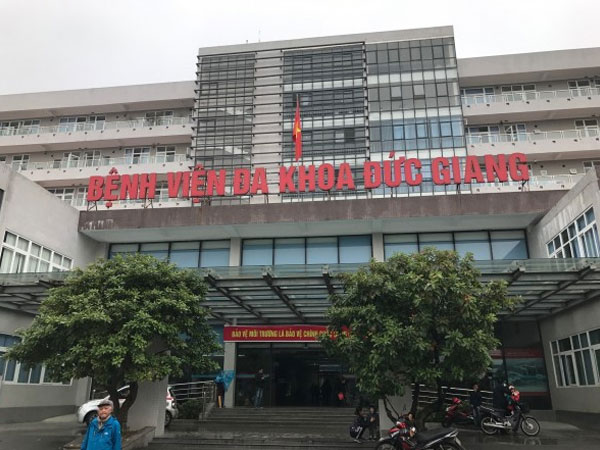 BỆNH VIỆN ĐA KHOA ĐỨC GIANG
BẢO VỆ MÔI TRƯỜNG LÀ BẢO VỆ CHÍNH